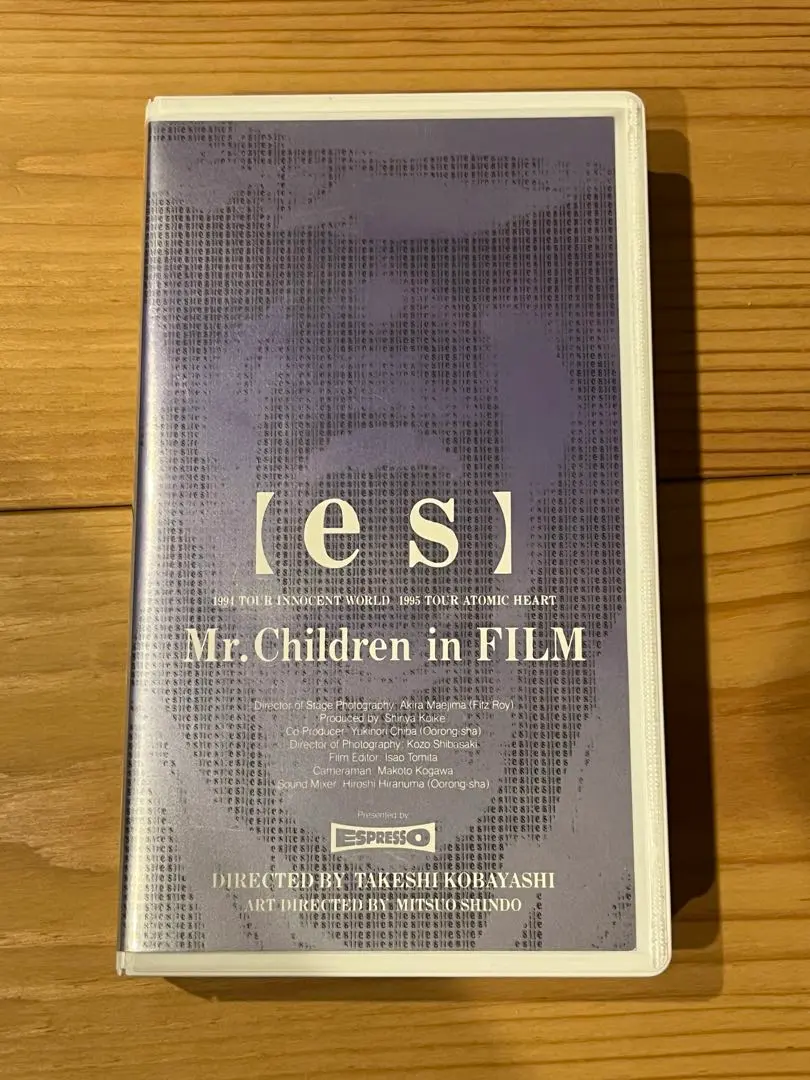 【es】
1994 TOUR INNOCENT WORLD 1995 TOUR ATOMIC HEART
Mr.Children in FILM
Director of Stage Photography: Akira Maejima (Fitz Roy)
Produced by: Shinya Koike
Co-Producer: Yukinori Chiba (Oorong-sha)
Director of Photography: Kozo Shibasaki
Film Editor: Isao Tomita
Cameraman: Makoto Kogawa
Sound Mixer: Hiroshi Hiranuma (Oorong-sha)
Presented by
ESPRESSO
DIRECTED BY: TAKESHI KOBAYASHI
ART DIRECTED BY: MITSUO SHINDO